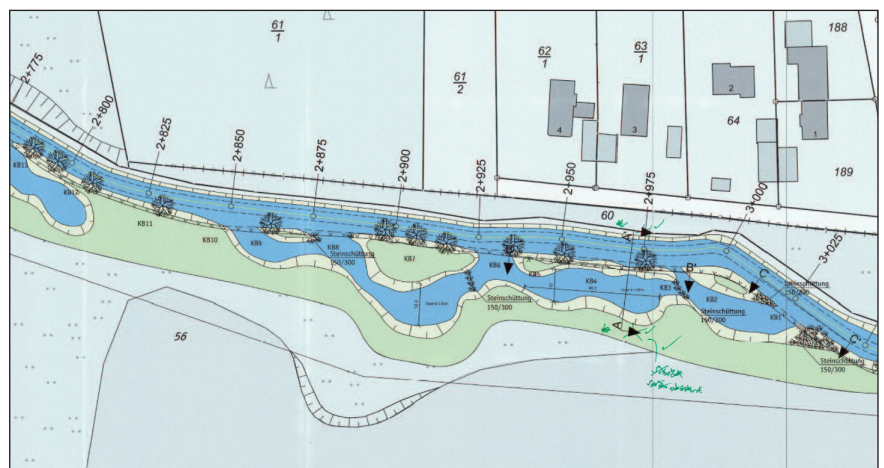 61
1
188
62
1
63
1
61
2
2+775
2+800
2+825
2+850
2+875
2+900
2+925
2+950
2+975
3+000
3+025
64
2
4
3
1
189
60
KB12
KB11
KB10
KB9
KB8
KB7
KB6
KB5
KB4
KB3
KB2
KB1
Steinschüttung
150/300
Steinschüttung
150/300
Steinschüttung
150/300
Steinschüttung
150/300
Steinschüttung
150/300
A
A'
B'
C
C'
56